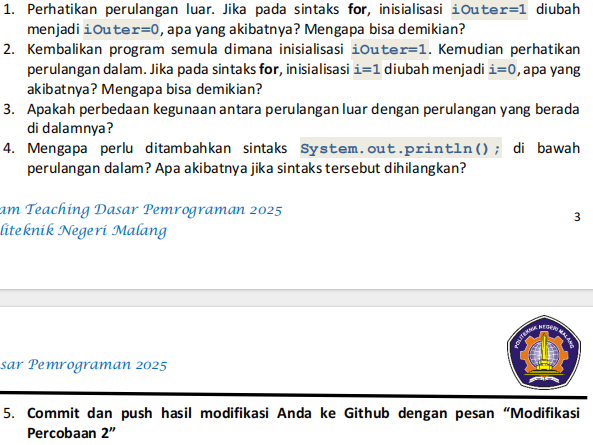 1. Perhatikan perulangan luar. Jika pada sintaks for, inisialisasi iOuter=1 diubah
menjadi iOuter=0, apa yang akibatnya? Mengapa bisa demikian?
2. Kembalikan program semula dimana inisialisasi iOuter=1. Kemudian perhatikan
perulangan dalam. Jika pada sintaks for, inisialisasi i=1 diubah menjadi i=0, apa yang
akibatnya? Mengapa bisa demikian?
3. Apakah perbedaan kegunaan antara perulangan luar dengan perulangan yang berada
di dalamnya?
4. Mengapa perlu ditambahkan sintaks System.out.println(); di bawah
perulangan dalam? Apa akibatnya jika sintaks tersebut dihilangkan?
am Teaching Dasar Pemrograman 2025
3
liteknik Negeri Malang
POLITEKNIK NEGERI MALANG
sar Pemrograman 2025
5. Commit dan push hasil modifikasi Anda ke Github dengan pesan “Modifikasi
Percobaan 2”